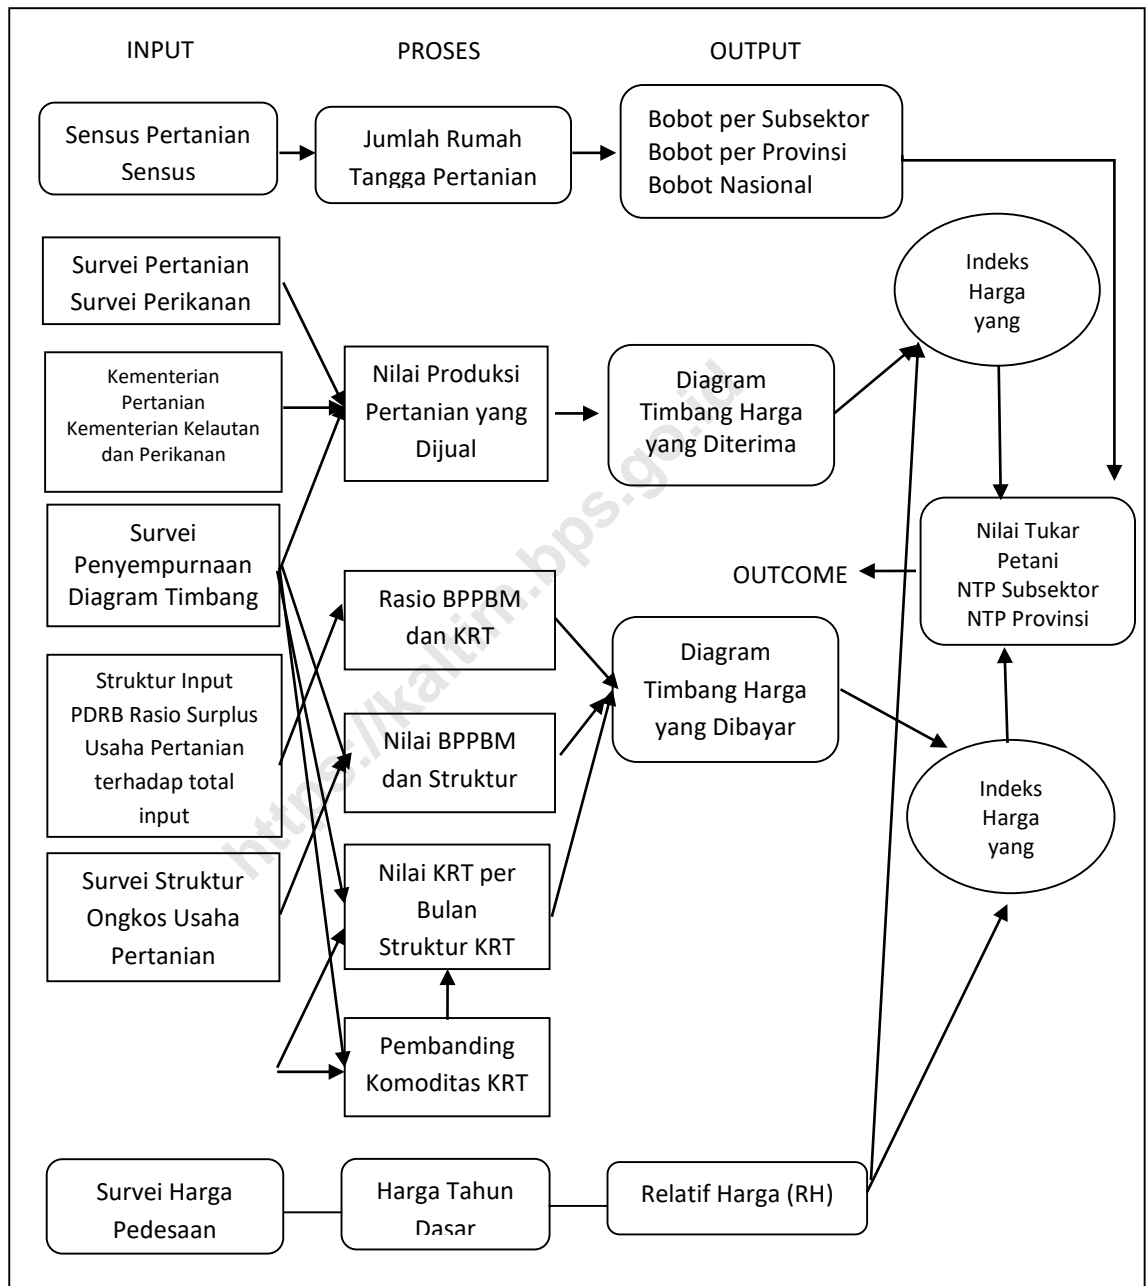 INPUT
PROSES
OUTPUT
Sensus Pertanian
Sensus
Jumlah Rumah
Tangga Pertanian
Bobot per Subsektor
Bobot per Provinsi
Bobot Nasional
Survei Pertanian
Survei Perikanan
Indeks
Harga
yang
Kementerian
Pertanian
Kementerian Kelautan
dan Perikanan
Nilai Produksi
Pertanian yang
Dijual
Diagram
Timbang Harga
yang Diterima
Survei
Penyempurnaan
Diagram Timbang
Nilai Tukar
Petani
NTP Subsektor
NTP Provinsi
OUTCOME
Rasio BPPBM
dan KRT
Diagram
Timbang Harga
yang Dibayar
Struktur Input
PDRB Rasio Surplus
Usaha Pertanian
terhadap total
input
Nilai BPPBM
dan Struktur
Indeks
Harga
yang
Survei Struktur
Ongkos Usaha
Pertanian
Nilai KRT per
Bulan
Struktur KRT
Pembanding
Komoditas KRT
Survei Harga
Pedesaan
Harga Tahun
Dasar
Relatif Harga (RH)
https://kaltim.bps.go.id